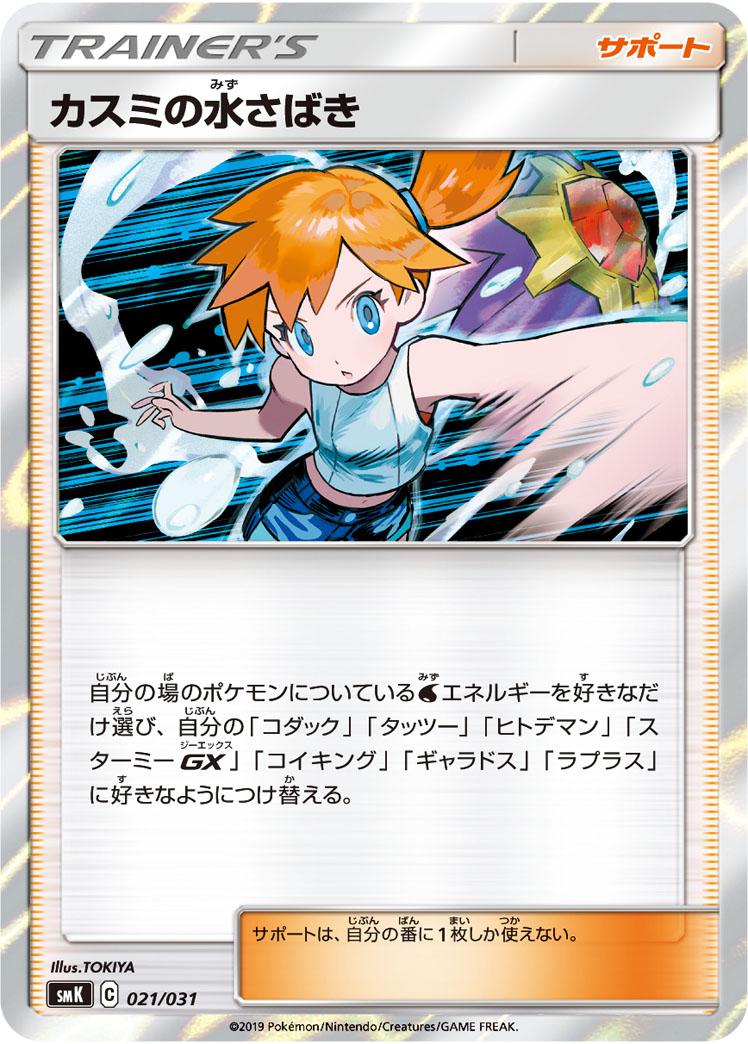 TRAINER'S
サポート
みず
カスミの水さばき
じぶん ば みず す
自分の場のポケモンについているエネルギーを好きなだ
えら じぶん
け選び、自分の「コダック」「タッツー」「ヒトデマン」「ス
ジーエックス
ターミーGX」「コイキング」「ギャラドス」「ラプラス」
す か
に好きなようにつけ替える。
じぶん ばん まい つか
サポートは、自分の番に1枚しか使えない。
Illus.TOKIYA
SMK C 021/031
©2019 Pokémon/Nintendo/Creatures/GAME FREAK.